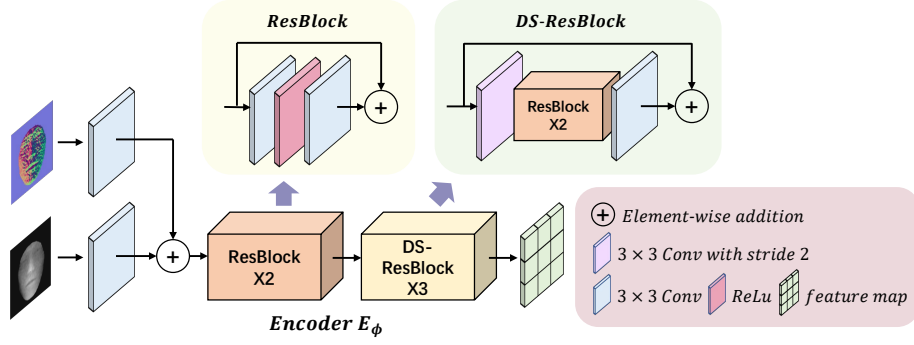 ResBlock
DS-ResBlock
+
ResBlock
X2
+
+
ResBlock
X2
DS-
ResBlock
X3
Encoder E_ϕ
+ Element-wise addition
3 × 3 Conv with stride 2
3 × 3 Conv ReLu feature map